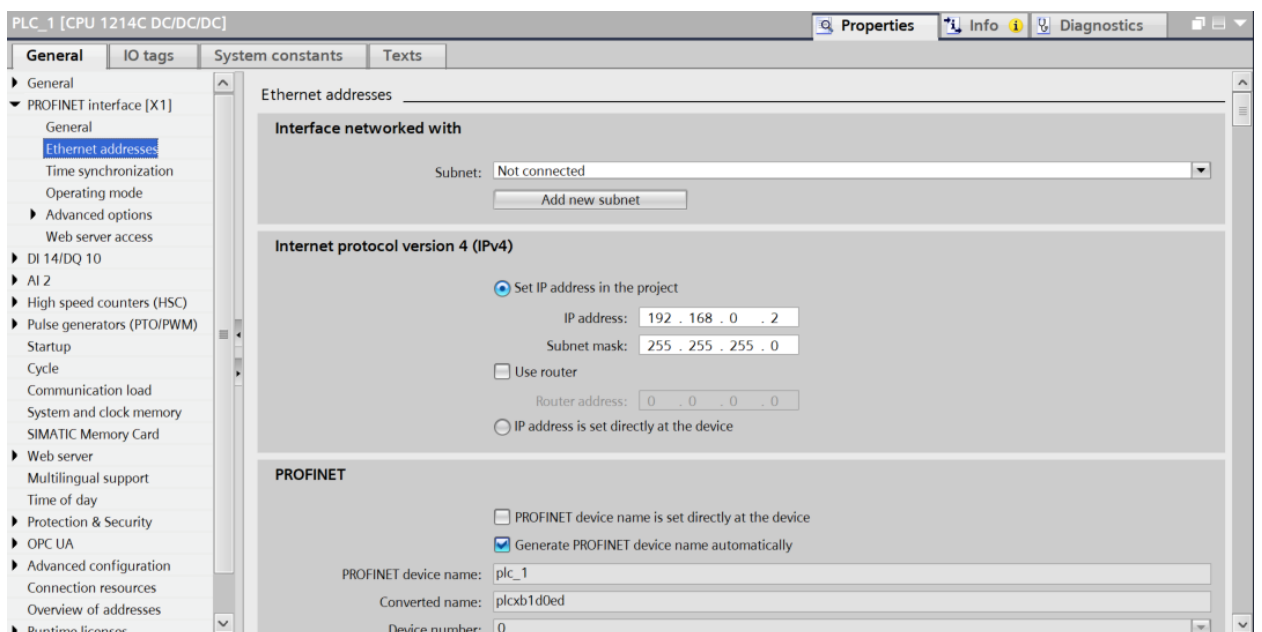 PLC_1 [CPU 1214C DC/DC/DC]
Properties
Info
Diagnostics
General
IO tags
System constants
Texts
General
PROFINET interface [X1]
General
Ethernet addresses
Time synchronization
Operating mode
Advanced options
Web server access
DI 14/DQ 10
AI 2
High speed counters (HSC)
Pulse generators (PTO/PWM)
Startup
Cycle
Communication load
System and clock memory
SIMATIC Memory Card
Web server
Multilingual support
Time of day
Protection & Security
OPC UA
Advanced configuration
Connection resources
Overview of addresses
Runtime licenses
Ethernet addresses
Interface networked with
Subnet: Not connected
Add new subnet
Internet protocol version 4 (IPv4)
Set IP address in the project
IP address: 192 . 168 . 0 . 2
Subnet mask: 255 . 255 . 255 . 0
Use router
Router address: 0 . 0 . 0 . 0
IP address is set directly at the device
PROFINET
PROFINET device name is set directly at the device
Generate PROFINET device name automatically
PROFINET device name: plc_1
Converted name: plcxb1d0ed
Device number: 0